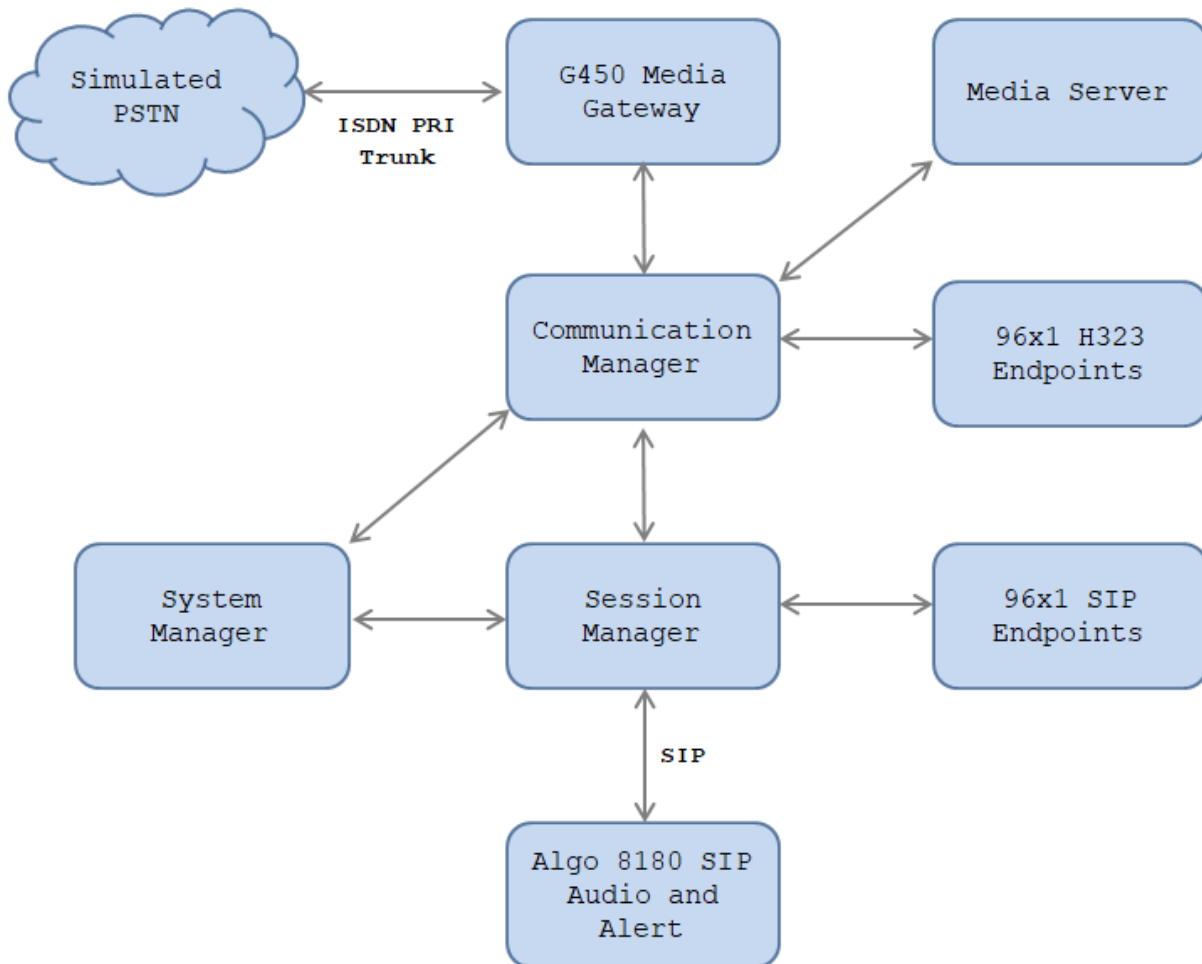 Simulated
PSTN
ISDN PRI
Trunk
G450 Media
Gateway
Media Server
Communication
Manager
96x1 H323
Endpoints
System
Manager
Session
Manager
96x1 SIP
Endpoints
SIP
Algo 8180 SIP
Audio and
Alert